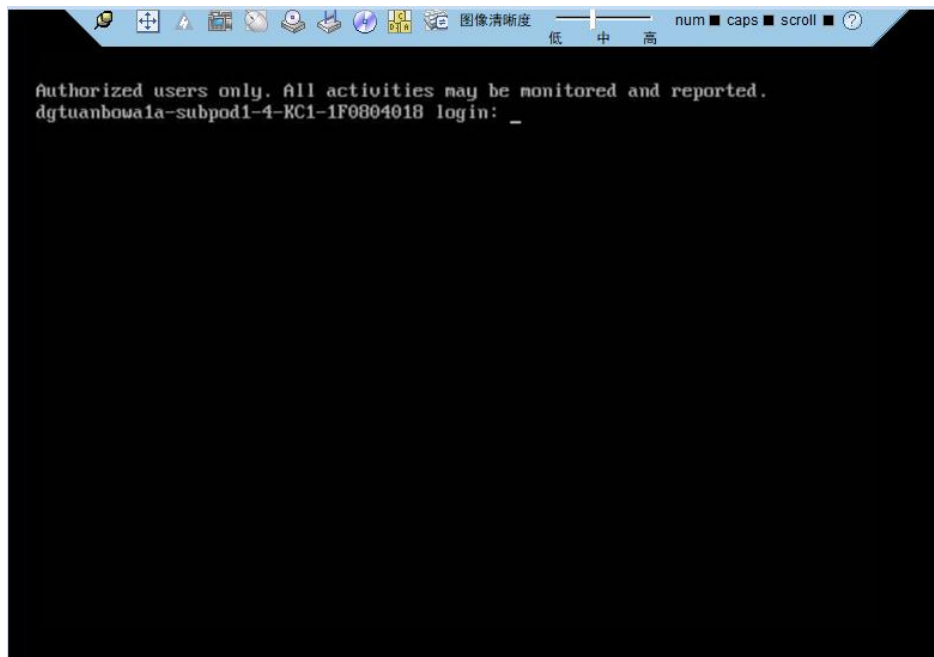 图像清晰度
低 中 高
num caps scroll ?
Authorized users only. All activities may be monitored and reported.
dgtuanbowa1a-subpod1-4-KC1-1F0804018 login: _